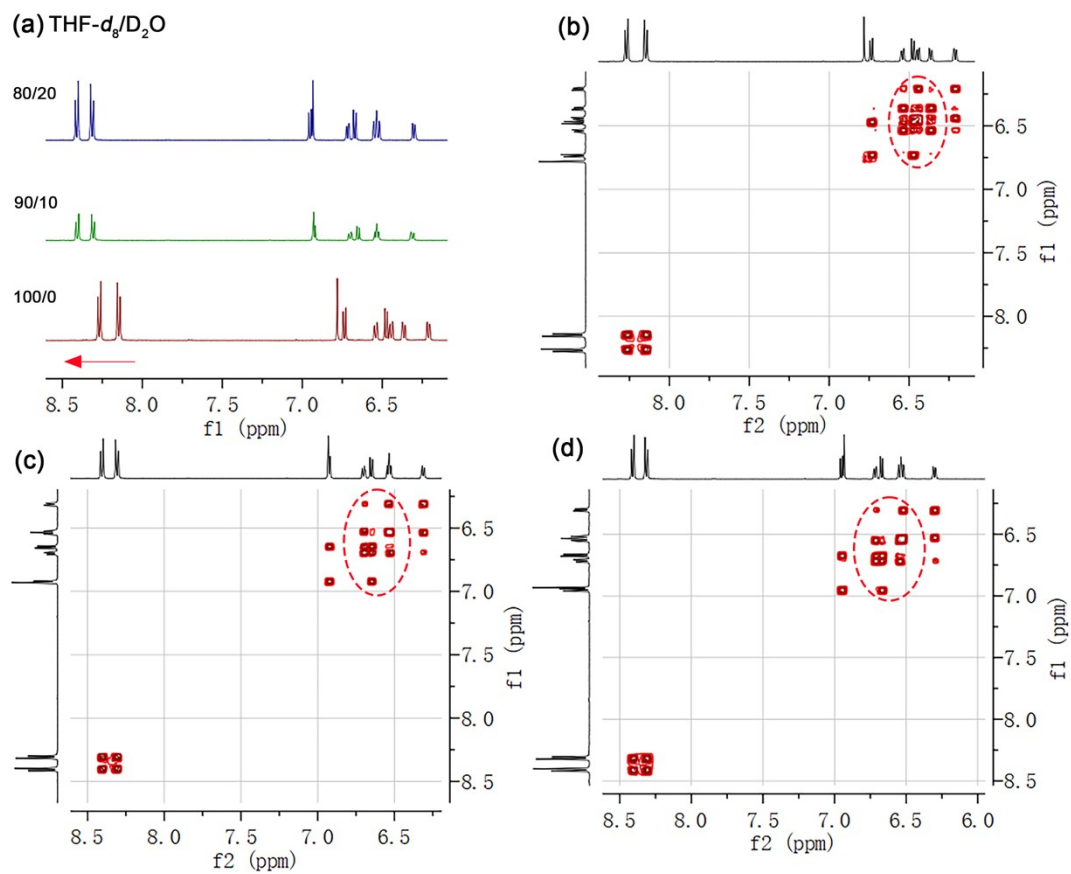 (a) THF-d₈/D₂O
80/20
90/10
100/0
8.5 8.0 7.5 7.0 6.5
f1 (ppm)
(b)
6.5
7.0
7.5
8.0
f1 (ppm)
8.0 7.5 7.0 6.5
f2 (ppm)
(c)
6.5
7.0
7.5
8.0
8.5
f1 (ppm)
8.5 8.0 7.5 7.0 6.5
f2 (ppm)
(d)
6.5
7.0
7.5
8.0
8.5
f1 (ppm)
8.5 8.0 7.5 7.0 6.5 6.0
f2 (ppm)